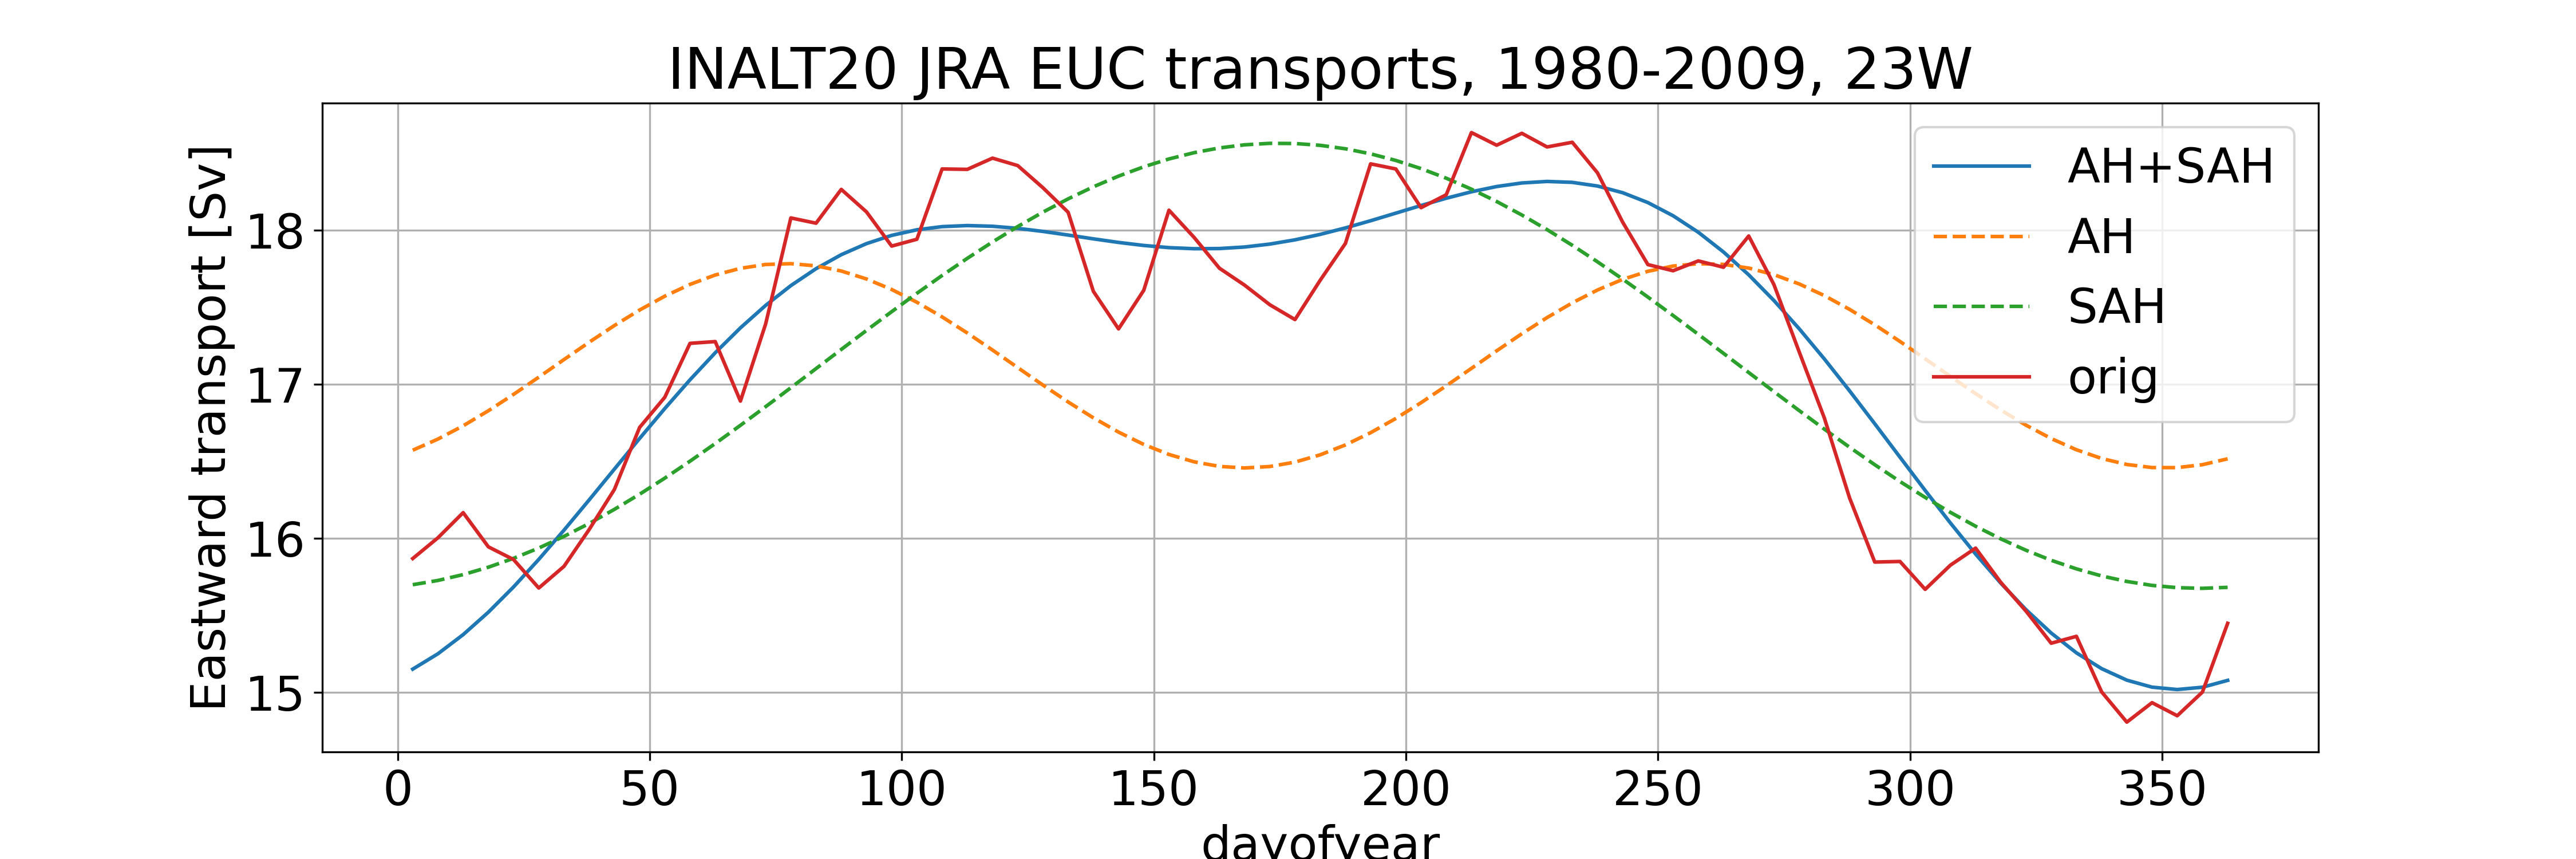 INALT20 JRA EUC transports, 1980-2009, 23W
Eastward transport [Sv]
18
17
16
15
AH+SAH
AH
SAH
orig
0 50 100 150 200 250 300 350
dayofyear